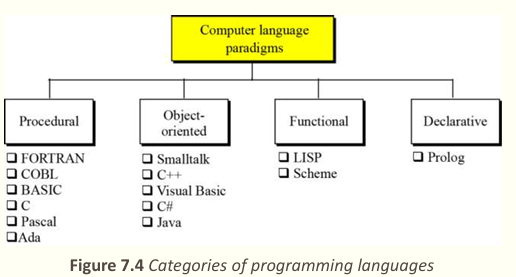 Computer language
paradigms
Procedural
Object-
oriented
Functional
Declarative
❑ FORTRAN
❑ COBL
❑ BASIC
❑ C
❑ Pascal
❑Ada
❑ Smalltalk
❑ C++
❑ Visual Basic
❑ C#
❑ Java
❑ LISP
❑ Scheme
❑ Prolog
Figure 7.4 Categories of programming languages